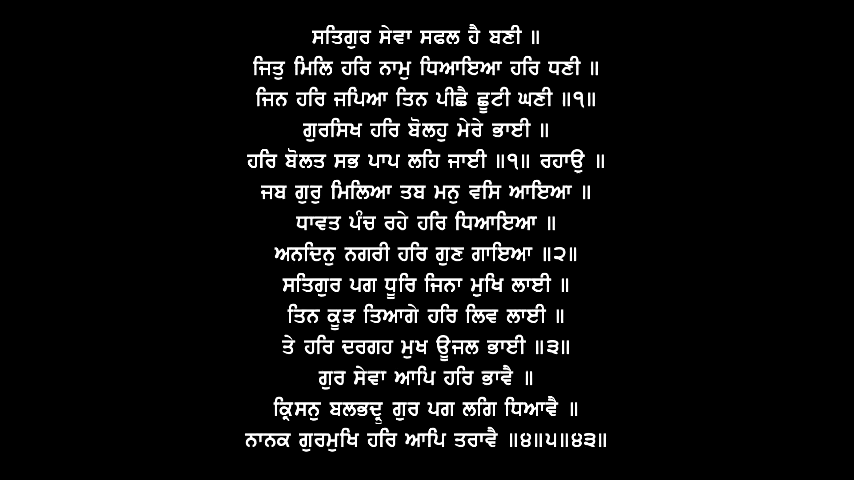 ਸਤਿਗੁਰ ਸੇਵਾ ਸਫਲ ਹੈ ਬਣੀ ॥
ਜਿਤੁ ਮਿਲਿ ਹਰਿ ਨਾਮੁ ਧਿਆਇਆ ਹਰਿ ਧਣੀ ॥
ਜਿਨ ਹਰਿ ਜਪਿਆ ਤਿਨ ਪੀਛੈ ਛੂਟੀ ਘਣੀ ॥੧॥
ਗੁਰਸਿਖ ਹਰਿ ਬੋਲਹੁ ਮੇਰੇ ਭਾਈ ॥
ਹਰਿ ਬੋਲਤ ਸਭ ਪਾਪ ਲਹਿ ਜਾਈ ॥੧॥ ਰਹਾਉ ॥
ਜਬ ਗੁਰੁ ਮਿਲਿਆ ਤਬ ਮਨੁ ਵਸਿ ਆਇਆ ॥
ਧਾਵਤ ਪੰਚ ਰਹੇ ਹਰਿ ਧਿਆਇਆ ॥
ਅਨਦਿਨੁ ਨਗਰੀ ਹਰਿ ਗੁਣ ਗਾਇਆ ॥੨॥
ਸਤਿਗੁਰ ਪਗ ਧੂਰਿ ਜਿਨਾ ਮੁਖਿ ਲਾਈ ॥
ਤਿਨ ਕੂੜ ਤਿਆਗੇ ਹਰਿ ਲਿਵ ਲਾਈ ॥
ਤੇ ਹਰਿ ਦਰਗਹ ਮੁਖ ਊਜਲ ਭਾਈ ॥੩॥
ਗੁਰ ਸੇਵਾ ਆਪਿ ਹਰਿ ਭਾਵੈ ॥
ਕ੍ਰਿਸਨੁ ਬਲਭਦ੍ਰੁ ਗੁਰ ਪਗ ਲਗਿ ਧਿਆਵੈ ॥
ਨਾਨਕ ਗੁਰਮੁਖਿ ਹਰਿ ਆਪਿ ਤਰਾਵੈ ॥੪॥੫॥੪੩॥